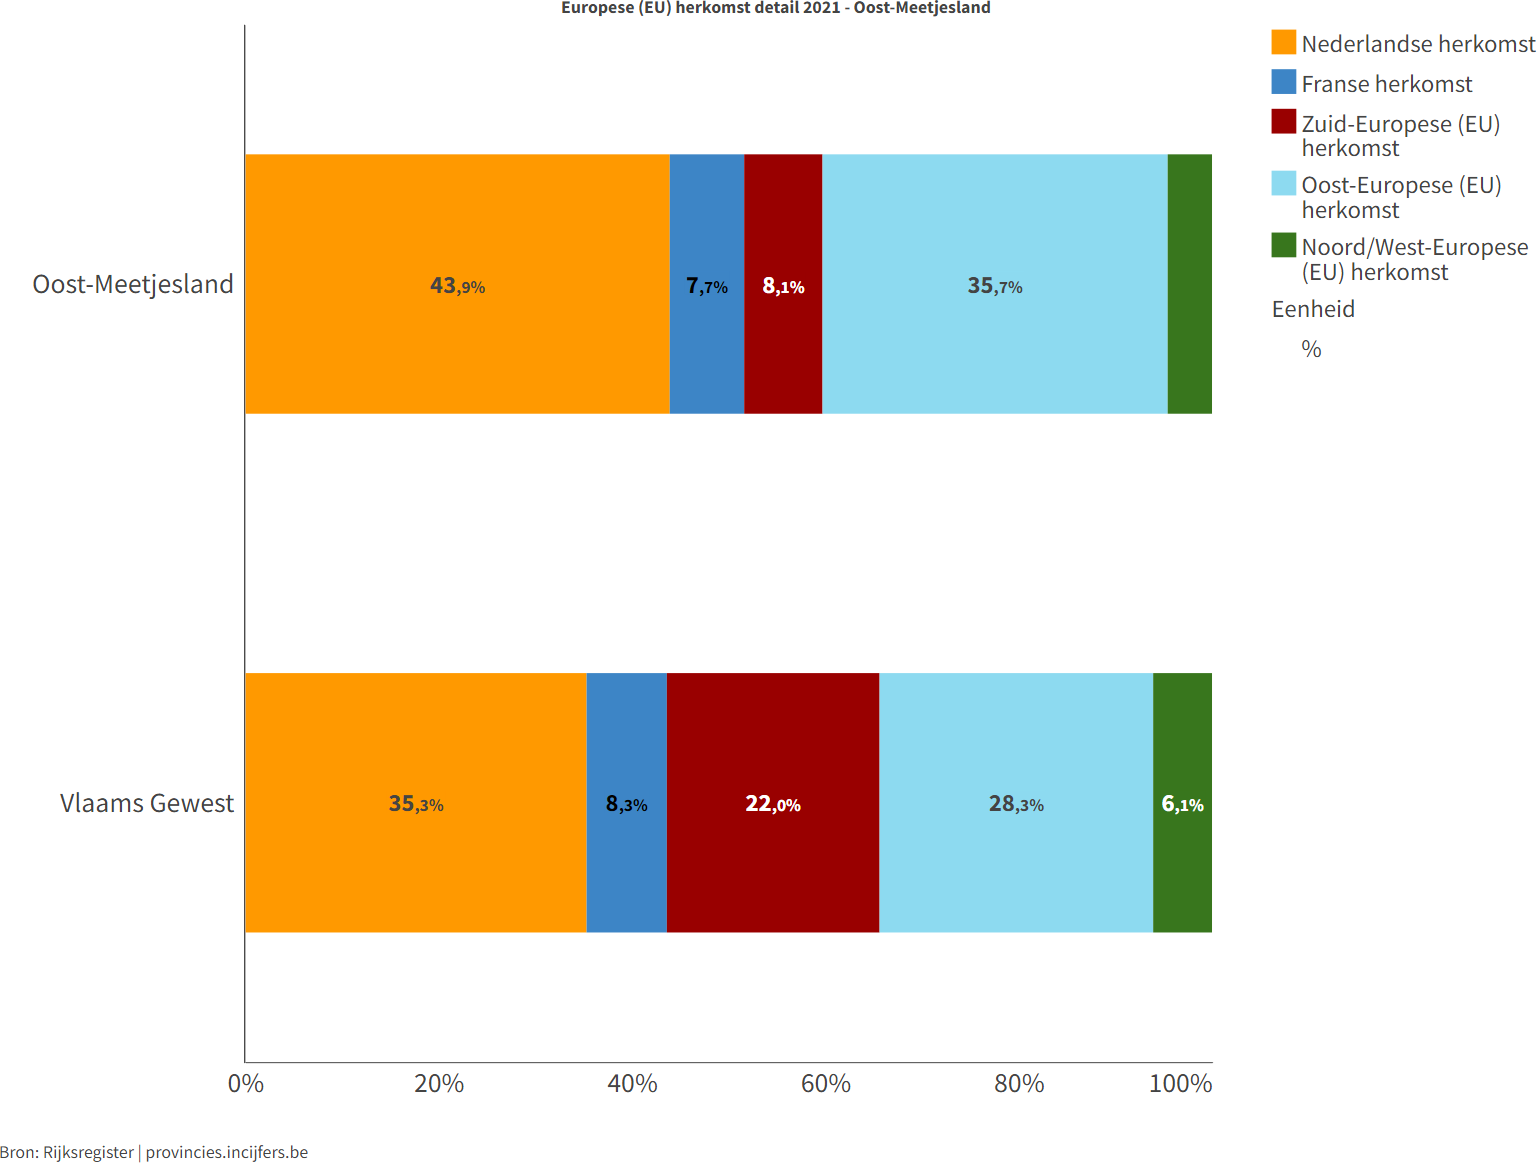 Europese (EU) herkomst detail 2021 - Oost-Meetjesland
Nederlandse herkomst
Franse herkomst
Zuid-Europese (EU)
herkomst
Oost-Europese (EU)
herkomst
Noord/West-Europese
(EU) herkomst
Eenheid
%
Oost-Meetjesland
43,9%
7,7%
8,1%
35,7%
Vlaams Gewest
35,3%
8,3%
22,0%
28,3%
6,1%
0%
20%
40%
60%
80%
100%
Bron: Rijksregister | provincies.incijfers.be